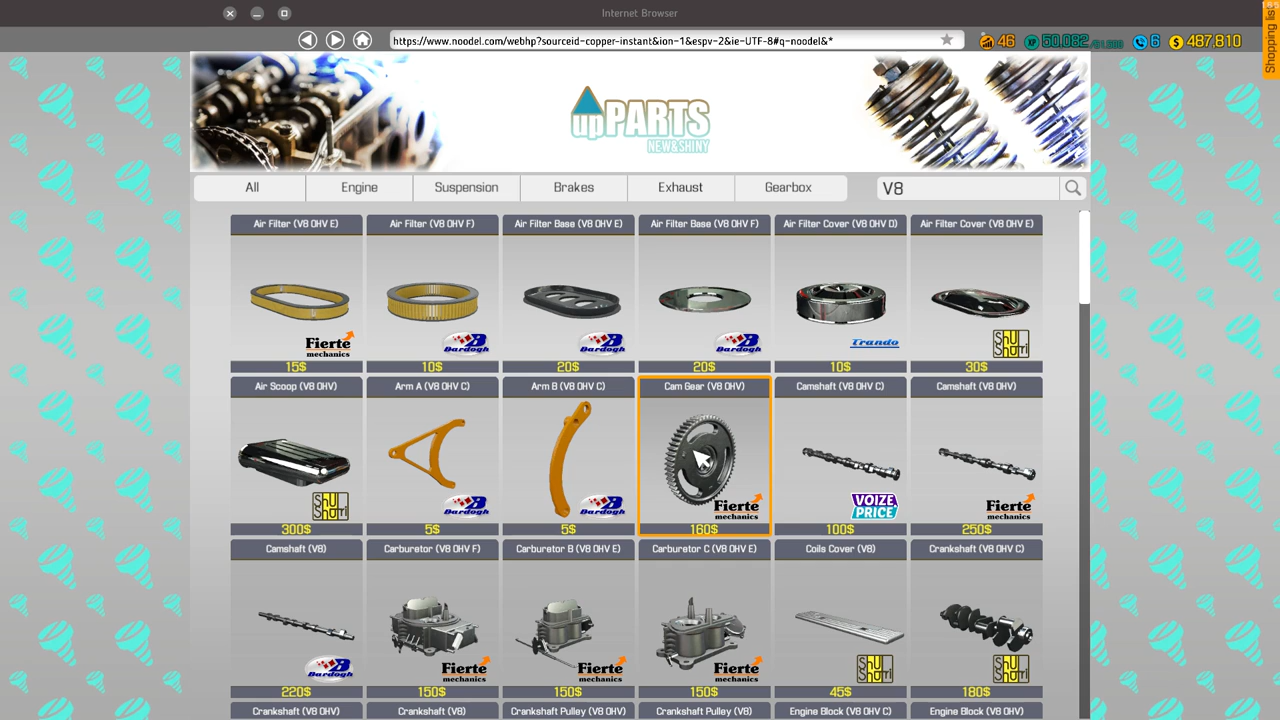 Internet Browser
https://www.noodel.com/webhp?sourceid-copper-instant&ion-1&espv-2&ie-UTF-8#q-noodel&*
46
XP 50,082
6
$ 487,810
Shopping list
upPARTS
NEW&SHINY
All Engine Suspension Brakes Exhaust Gearbox
V8
Air Filter (V8 OHV E) Air Filter (V8 OHV F) Air Filter Base (V8 OHV E) Air Filter Base (V8 OHV F) Air Filter Cover (V8 OHV D) Air Filter Cover (V8 OHV E)
Fierte mechanics Bardogh Bardogh Bardogh Trando ShutShuti
15$ 10$ 20$ 20$ 10$ 30$
Air Scoop (V8 OHV) Arm A (V8 OHV C) Arm B (V8 OHV C) Cam Gear (V8 OHV) Camshaft (V8 OHV C) Camshaft (V8 OHV)
Bardogh Bardogh Fierte mechanics VOIZE PRICE Fierte mechanics
300$ 5$ 5$ 160$ 100$ 250$
Camshaft (V8) Carburetor (V8 OHV F) Carburetor B (V8 OHV E) Carburetor C (V8 OHV E) Coils Cover (V8) Crankshaft (V8 OHV C)
Bardogh Fierte mechanics Fierte mechanics Fierte mechanics
220$ 150$ 150$ 150$ 45$ 180$
Crankshaft (V8 OHV) Crankshaft (V8) Crankshaft Pulley (V8 OHV) Crankshaft Pulley (V8) Engine Block (V8 OHV C) Engine Block (V8 OHV)